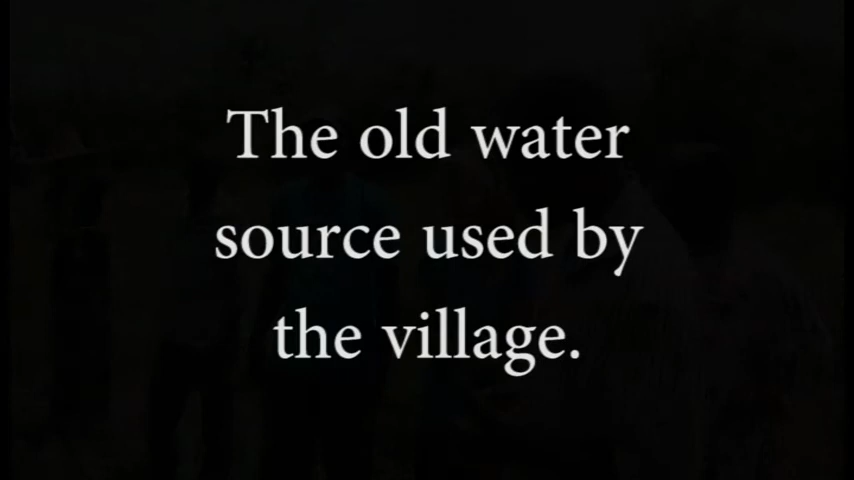 The old water
source used by
the village.